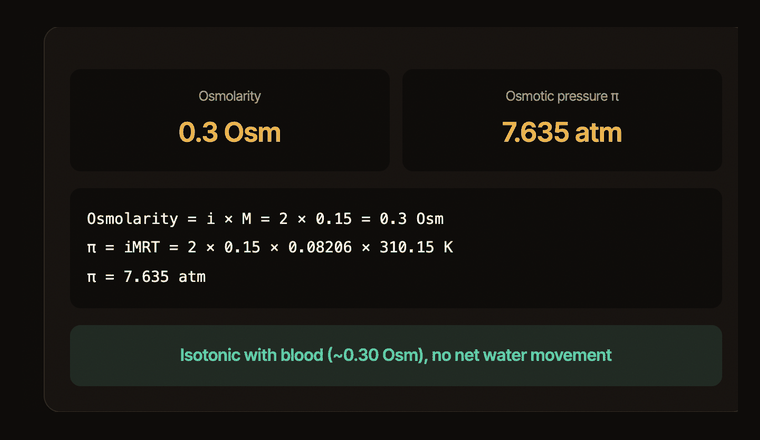 Osmolarity
0.3 Osm
Osmotic pressure π
7.635 atm
Osmolarity = i × M = 2 × 0.15 = 0.3 Osm
π = iMRT = 2 × 0.15 × 0.08206 × 310.15 K
π = 7.635 atm
Isotonic with blood (~0.30 Osm), no net water movement